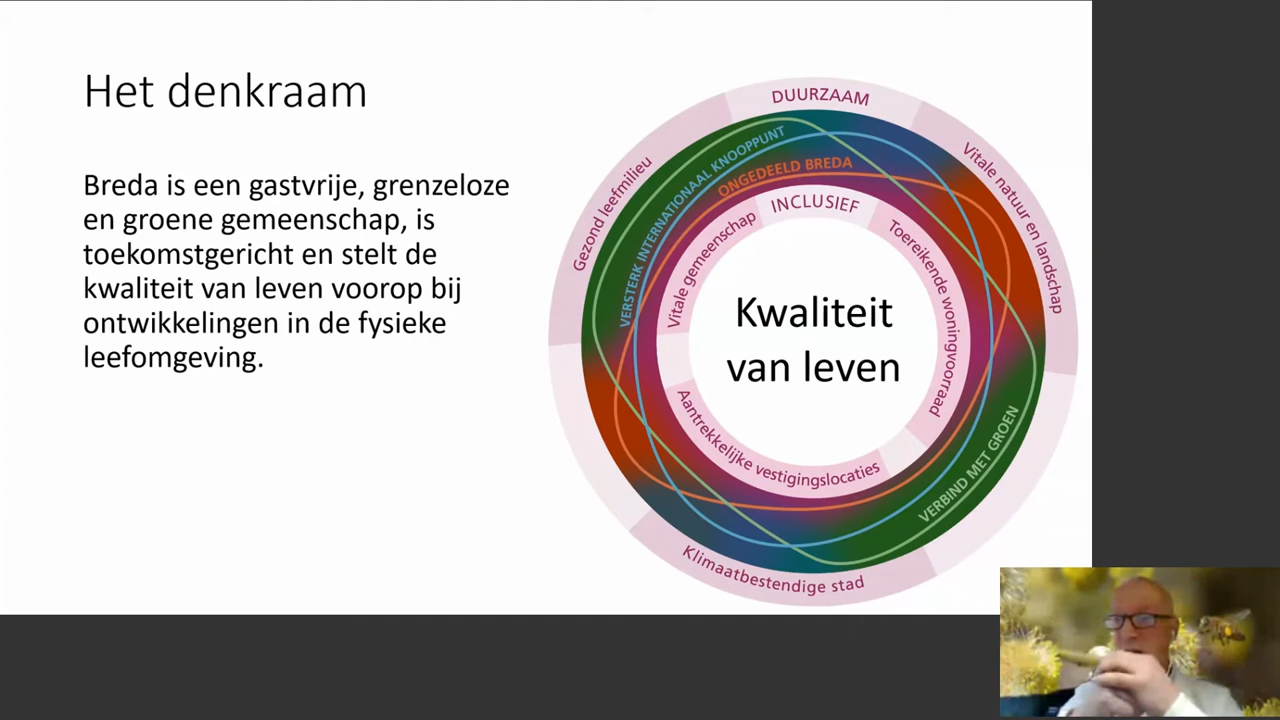 Het denkraam
Breda is een gastvrije, grenzeloze
en groene gemeenschap, is
toekomstgericht en stelt de
kwaliteit van leven voorop bij
ontwikkelingen in de fysieke
leefomgeving.
DUURZAAM
Gezond leefmilieu
Vitale natuur en landschap
Klimaatbestendige stad
VERSTERK INTERNATIONAAL KNOOPPUNT
ONGEDEELD BREDA
VERBIND MET GROEN
INCLUSIEF
Vitale gemeenschap
Toereikende woningvoorraad
Aantrekkelijke vestigingslocaties
Kwaliteit
van leven